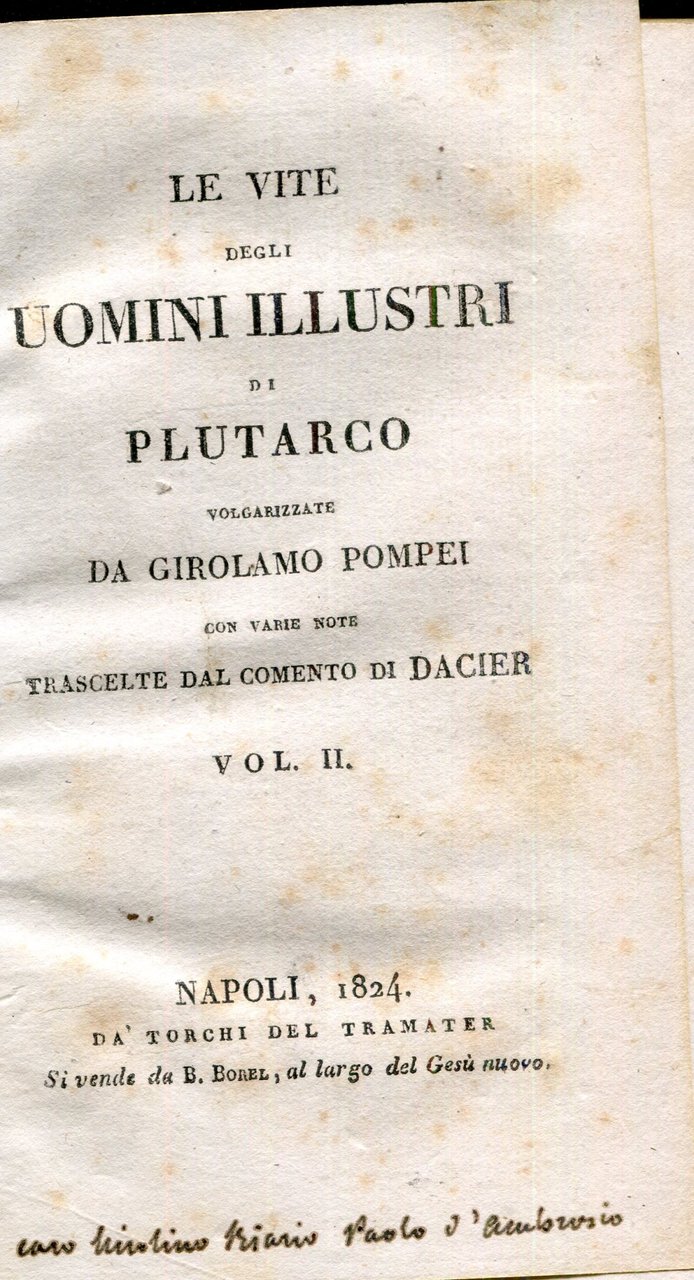 LE VITE
DEGLI
UOMINI ILLUSTRI
DI
PLUTARCO
VOLGARIZZATE
DA GIROLAMO POMPEI
CON VARIE NOTE
TRASCELTE DAL COMENTO DI DACIER
VOL. II.
NAPOLI, 1824.
DA' TORCHI DEL TRAMATER
Si vende da B. BOREL, al largo del Gesù nuovo.
Riario Paolo d'Ambrosio